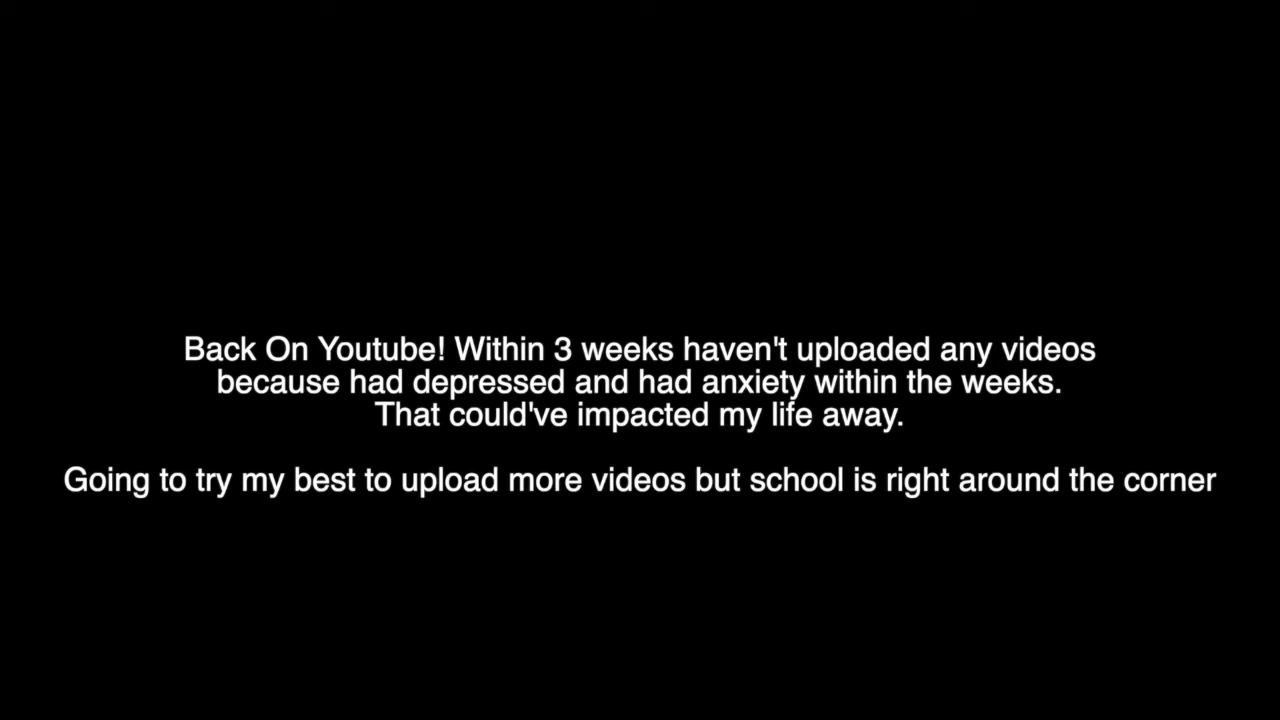 Back On Youtube! Within 3 weeks haven't uploaded any videos
because had depressed and had anxiety within the weeks.
That could've impacted my life away.
Going to try my best to upload more videos but school is right around the corner